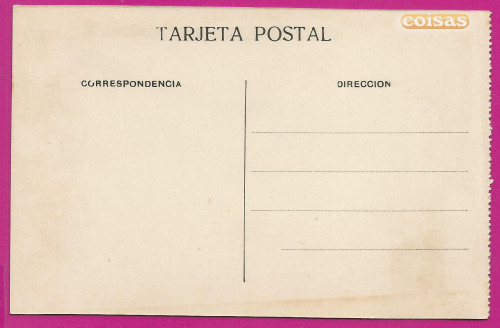 coisas
TARJETA POSTAL
CORRESPONDENCIA
DIRECCION